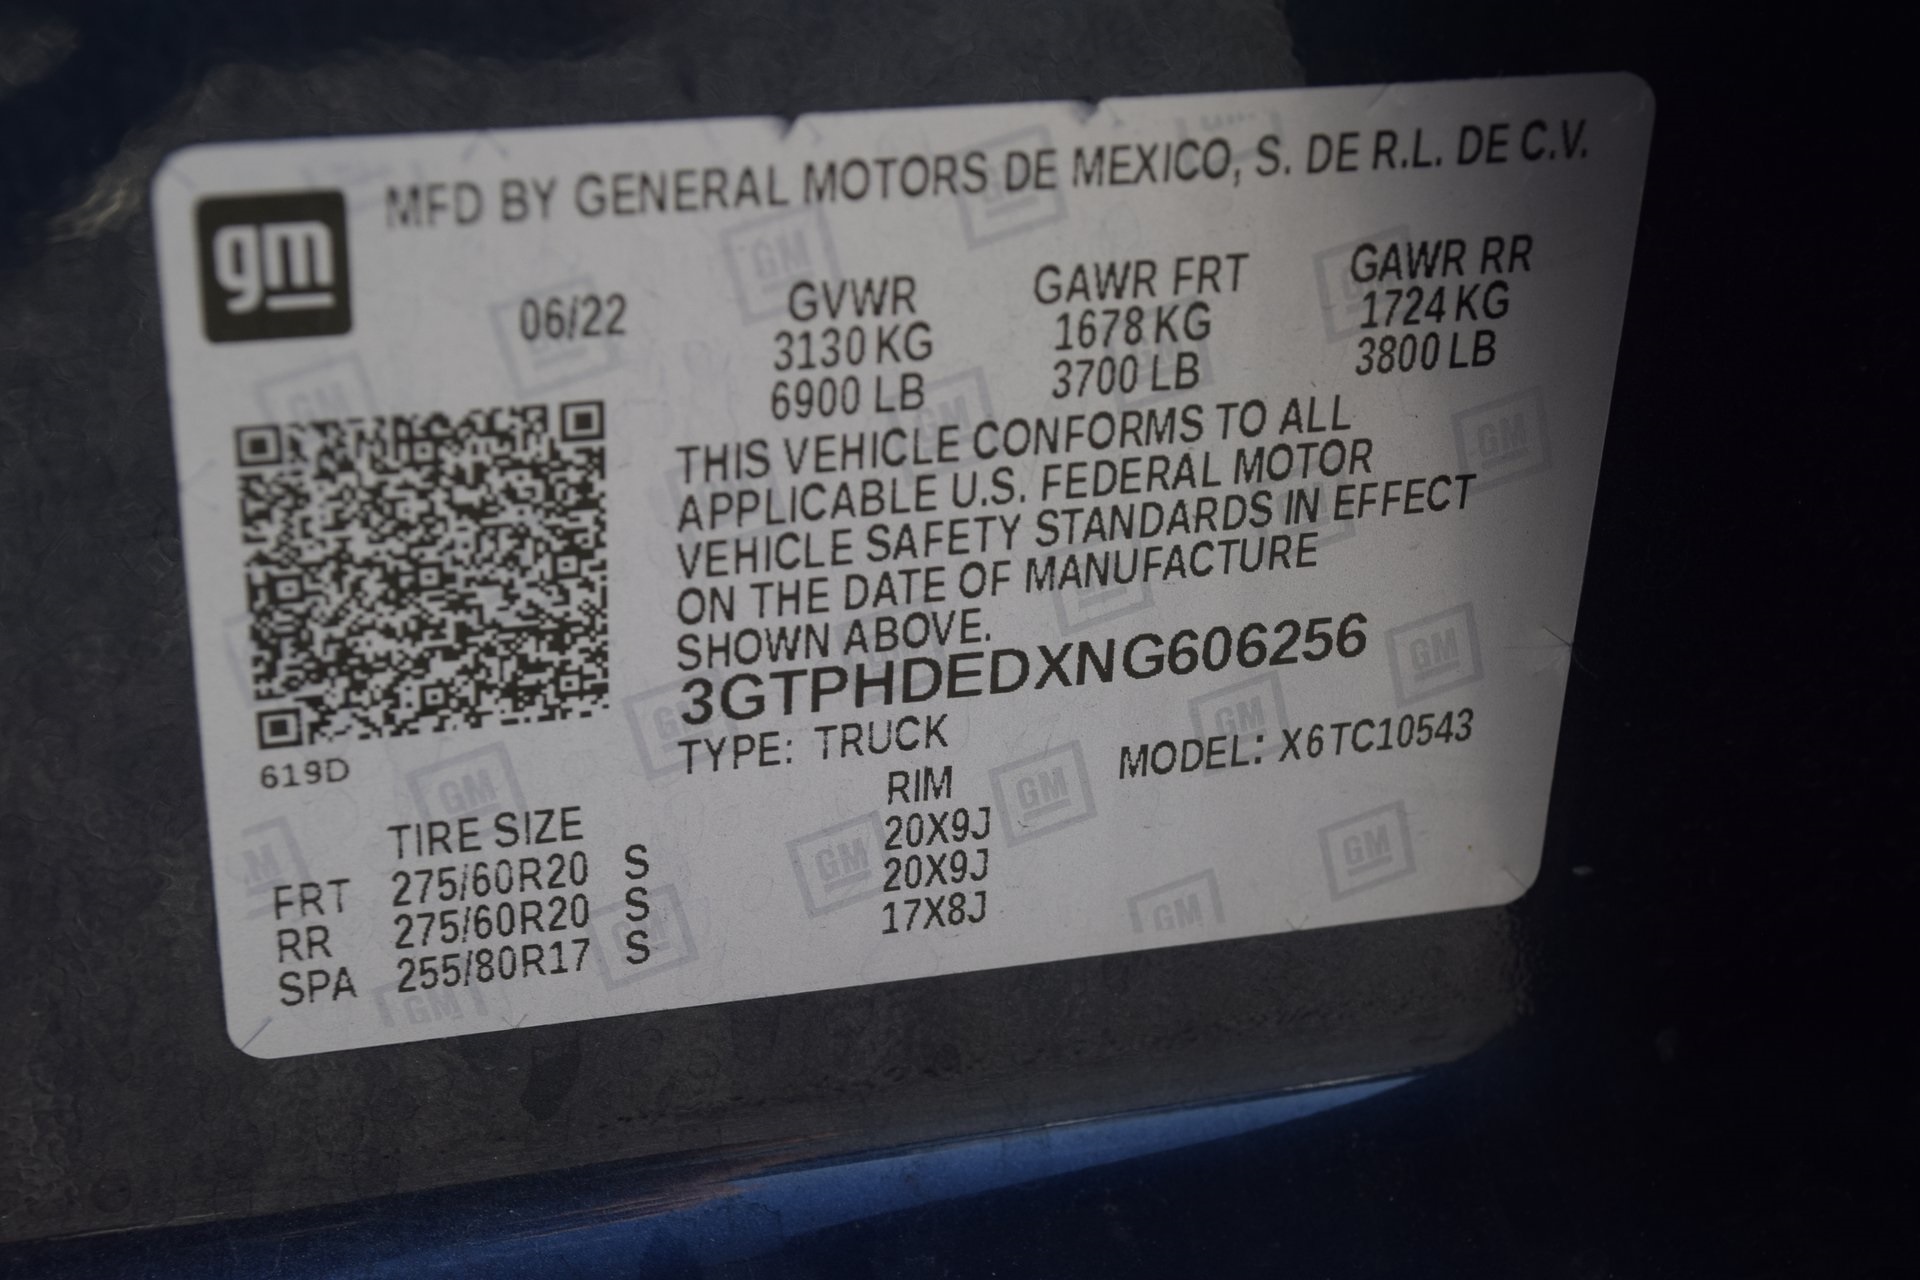 gm
MFD BY GENERAL MOTORS DE MEXICO, S. DE R.L. DE C.V.
06/22 GVWR GAWR FRT GAWR RR
3130 KG 1678 KG 1724 KG
6900 LB 3700 LB 3800 LB
THIS VEHICLE CONFORMS TO ALL
APPLICABLE U.S. FEDERAL MOTOR
VEHICLE SAFETY STANDARDS IN EFFECT
ON THE DATE OF MANUFACTURE
SHOWN ABOVE.
3GTPHDEDXNG606256
619D
TYPE: TRUCK MODEL: X6TC10543
TIRE SIZE RIM
FRT 275/60R20 S 20X9J
RR 275/60R20 S 20X9J
SPA 255/80R17 S 17X8J